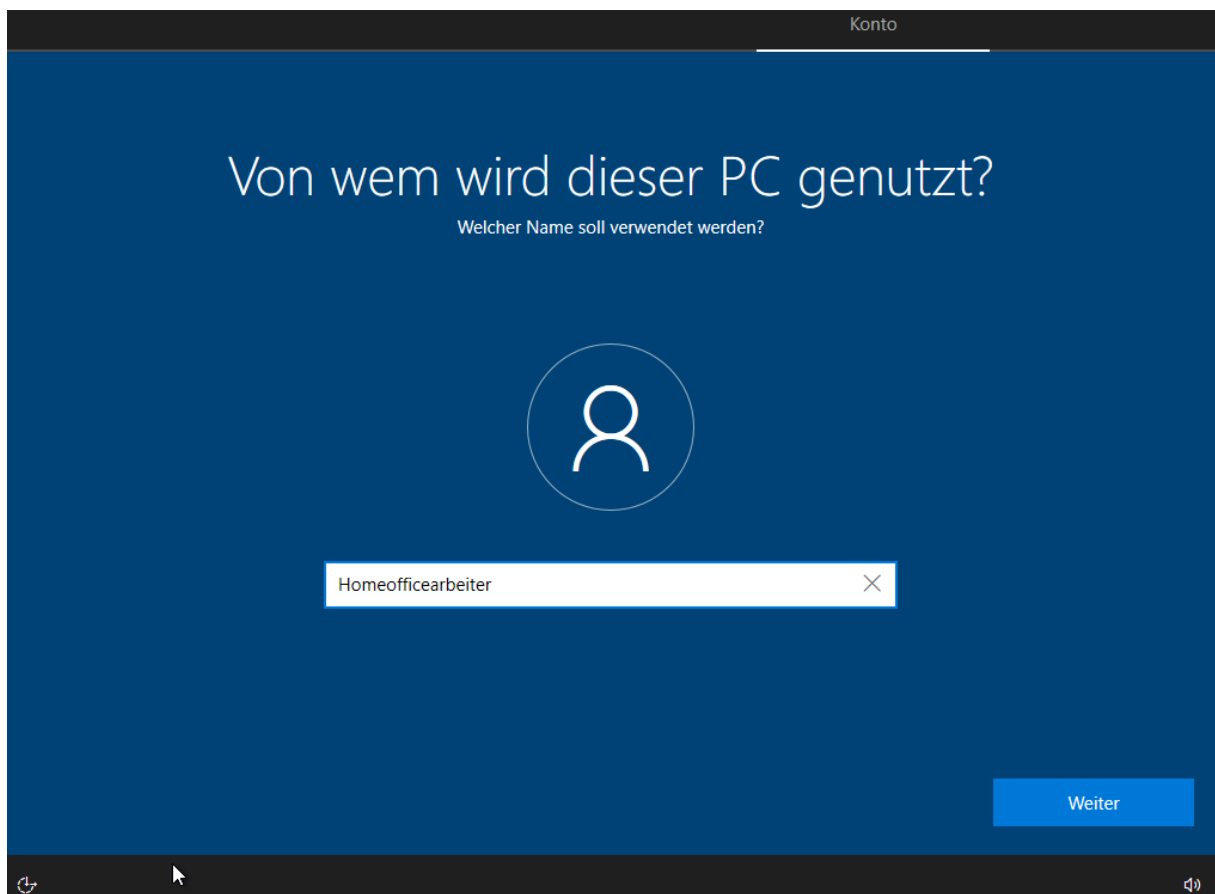 Konto
Von wem wird dieser PC genutzt?
Welcher Name soll verwendet werden?
Homeofficearbeiter
Weiter